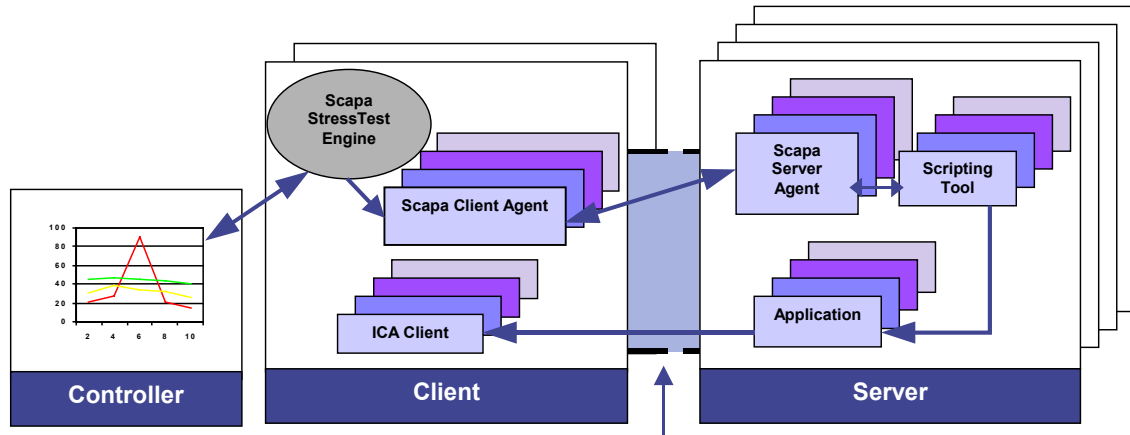 Scapa
StressTest
Engine
Scapa Client Agent
ICA Client
Scapa
Server
Agent
Scripting
Tool
Application
100
80
60
40
20
0
2 4 6 8 10
Controller
Client
Server